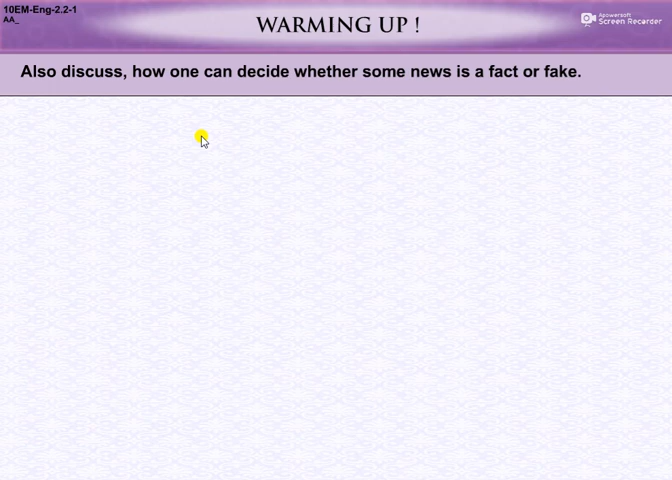 10EM-Eng-2.2-1
AA_
WARMING UP !
Apowersoft
Screen Recorder
Also discuss, how one can decide whether some news is a fact or fake.